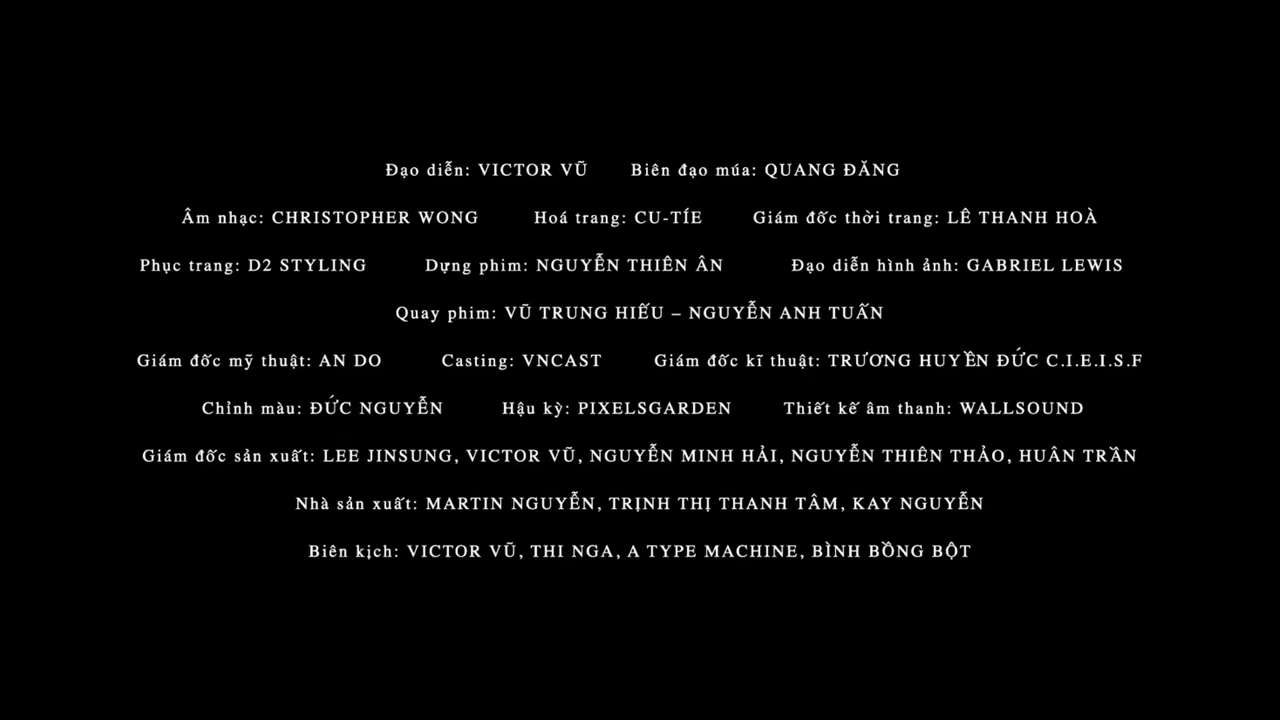 Đạo diễn: VICTOR VŨ Biên đạo múa: QUANG ĐĂNG
Âm nhạc: CHRISTOPHER WONG Hoá trang: CU-TÍE Giám đốc thời trang: LÊ THANH HOÀ
Phục trang: D2 STYLING Dựng phim: NGUYỄN THIÊN ÂN Đạo diễn hình ảnh: GABRIEL LEWIS
Quay phim: VŨ TRUNG HIẾU – NGUYỄN ANH TUẤN
Giám đốc mỹ thuật: AN DO Casting: VNCAST Giám đốc kĩ thuật: TRƯƠNG HUYỀN ĐỨC C.I.E.I.S.F
Chỉnh màu: ĐỨC NGUYỄN Hậu kỳ: PIXELSGARDEN Thiết kế âm thanh: WALLSOUND
Giám đốc sản xuất: LEE JINSUNG, VICTOR VŨ, NGUYỄN MINH HẢI, NGUYỄN THIÊN THẢO, HUÂN TRẦN
Nhà sản xuất: MARTIN NGUYỄN, TRỊNH THỊ THANH TÂM, KAY NGUYỄN
Biên kịch: VICTOR VŨ, THI NGA, A TYPE MACHINE, BÌNH BỒNG BỘT